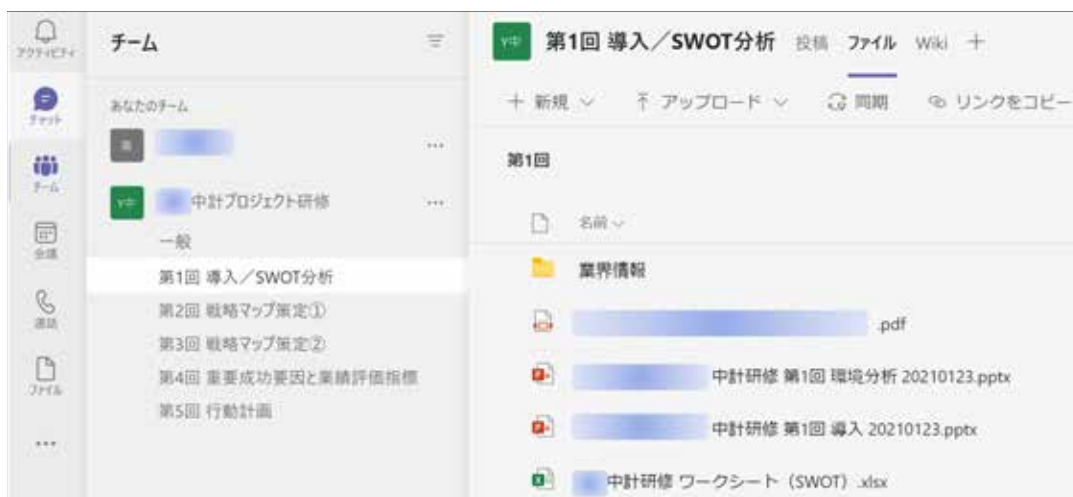 アクティビティ
チーム
Y中
第1回 導入／SWOT分析 投稿 ファイル Wiki ＋
チャット
あなたのチーム
＋ 新規 アップロード 同期 リンクをコピー
チーム
第1回
Y中
中計プロジェクト研修
会議
一般
名前
第1回 導入／SWOT分析
業界情報
通話
第2回 戦略マップ策定①
.pdf
第3回 戦略マップ策定②
ファイル
第4回 重要成功要因と業績評価指標
中計研修 第1回 環境分析 20210123.pptx
第5回 行動計画
中計研修 第1回 導入 20210123.pptx
中計研修 ワークシート（SWOT）.xlsx